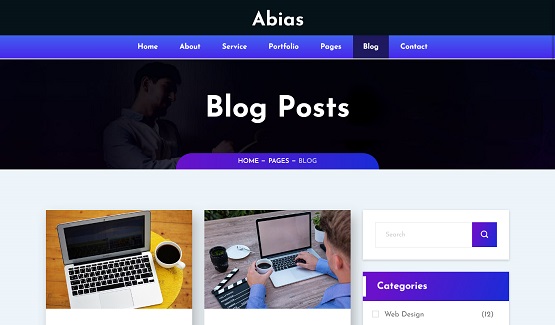 Abias
Home About Service Portfolio Pages Blog Contact
Blog Posts
HOME – PAGES – BLOG
Search
Categories
Web Design (12)